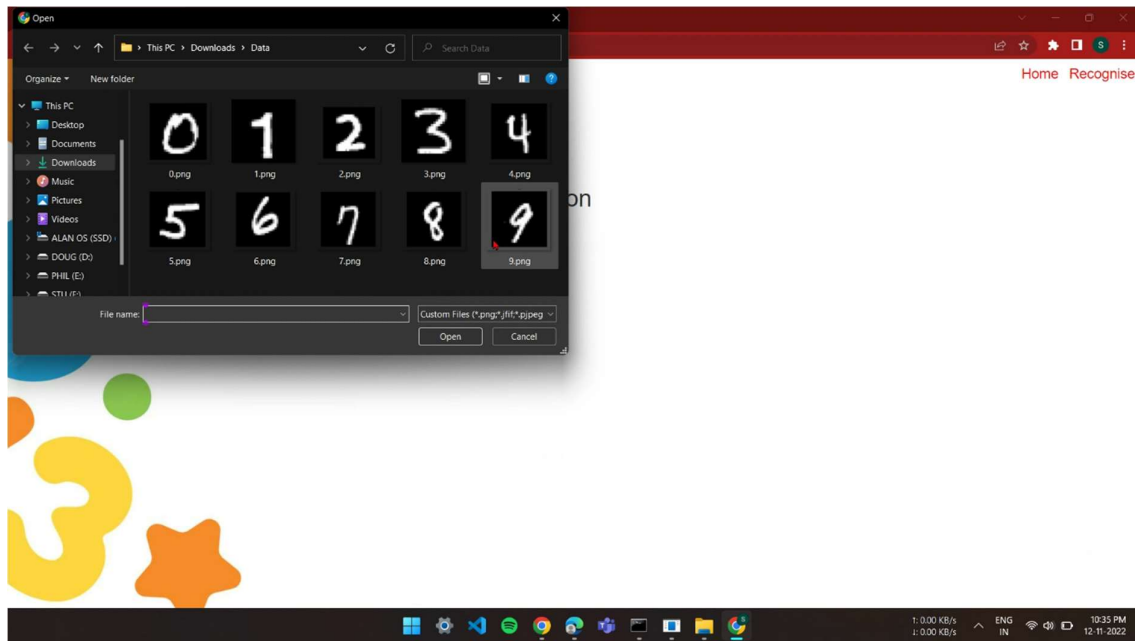 Open
This PC > Downloads > Data
Search Data
Home Recognise
Organize
New folder
This PC
Desktop
Documents
Downloads
Music
Pictures
Videos
ALAN OS (SSD)
DOUG (D:)
PHIL (E:)
0 1 2 3 4
0.png 1.png 2.png 3.png 4.png
5 6 7 8 9
5.png 6.png 7.png 8.png 9.png
on
File name:
Custom Files (*.png;*.jfif;*.pjpeg
Open Cancel
3
S
↑: 0.00 KB/s
↓: 0.00 KB/s
ENG
IN
10:35 PM
12-11-2022